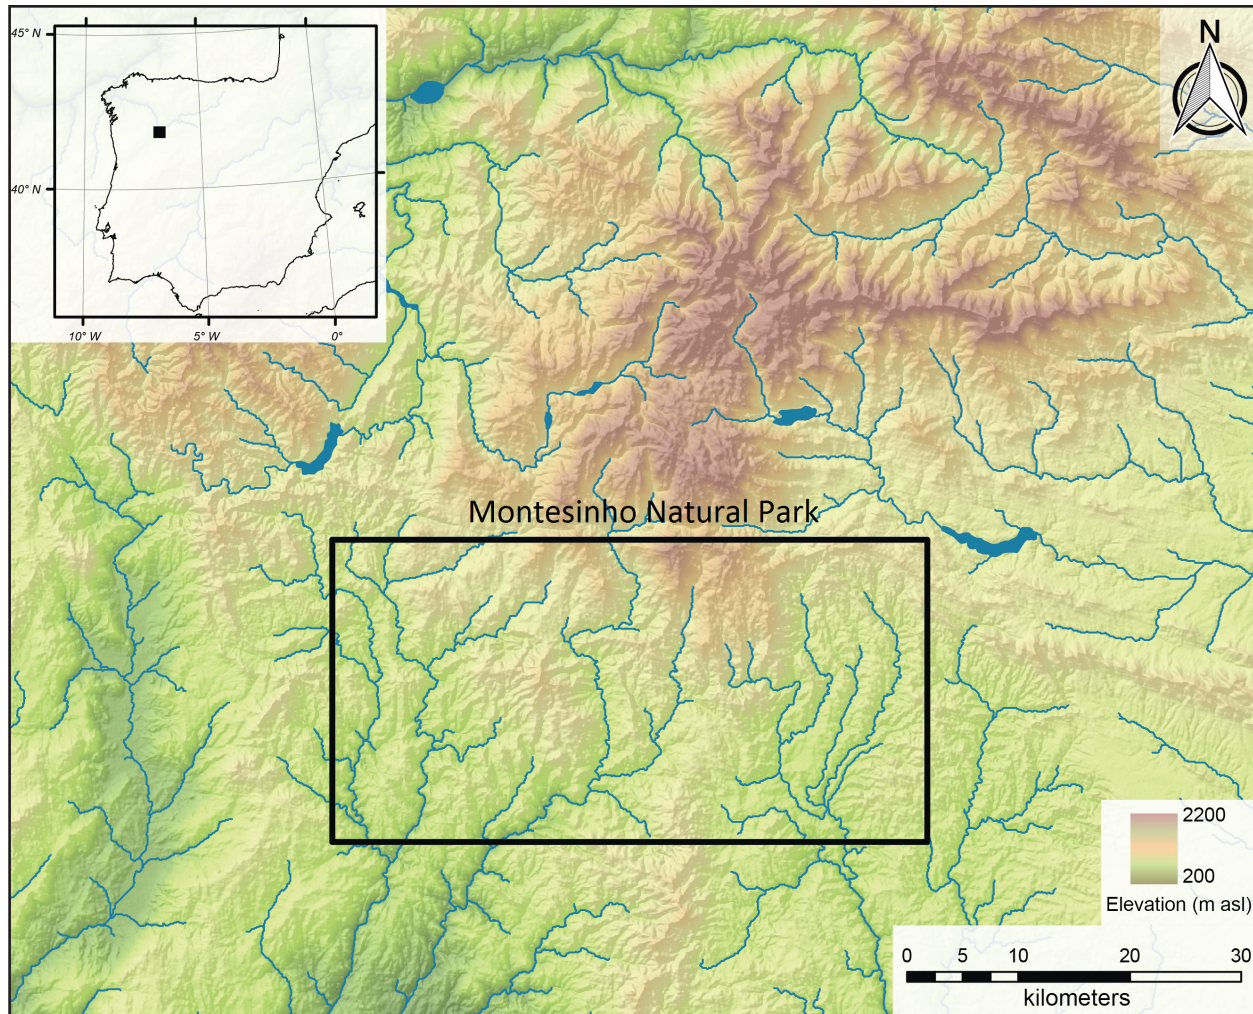 45° N
40° N
10° W
5° W
0°
N
Montesinho Natural Park
2200
200
Elevation (m asl)
0 5 10 20 30
kilometers